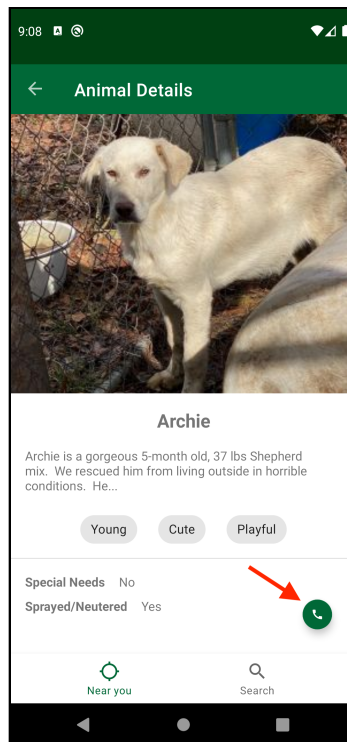 9:08
Animal Details
Archie
Archie is a gorgeous 5-month old, 37 lbs Shepherd
mix. We rescued him from living outside in horrible
conditions. He...
Young Cute Playful
Special Needs No
Sprayed/Neutered Yes
Near you Search